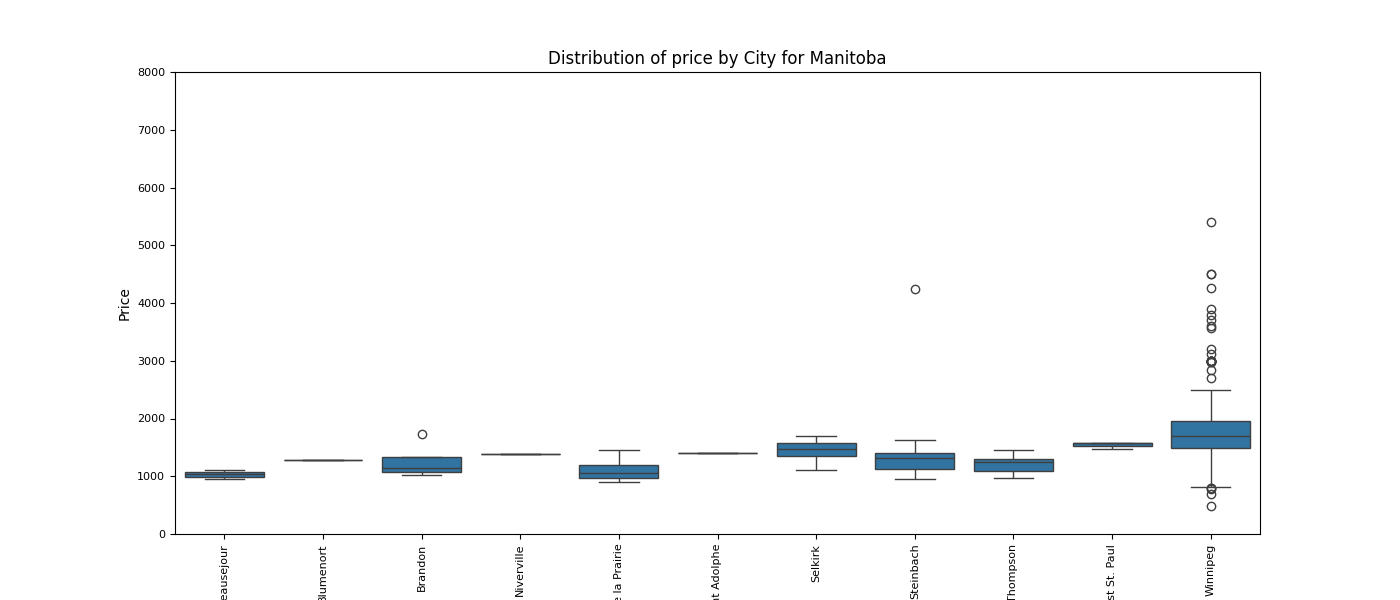 Distribution of price by City for Manitoba
Price
8000
7000
6000
5000
4000
3000
2000
1000
0
eausejour
Blumenort
Brandon
Niverville
e la Prairie
t Adolphe
Selkirk
Steinbach
Thompson
st St. Paul
Winnipeg